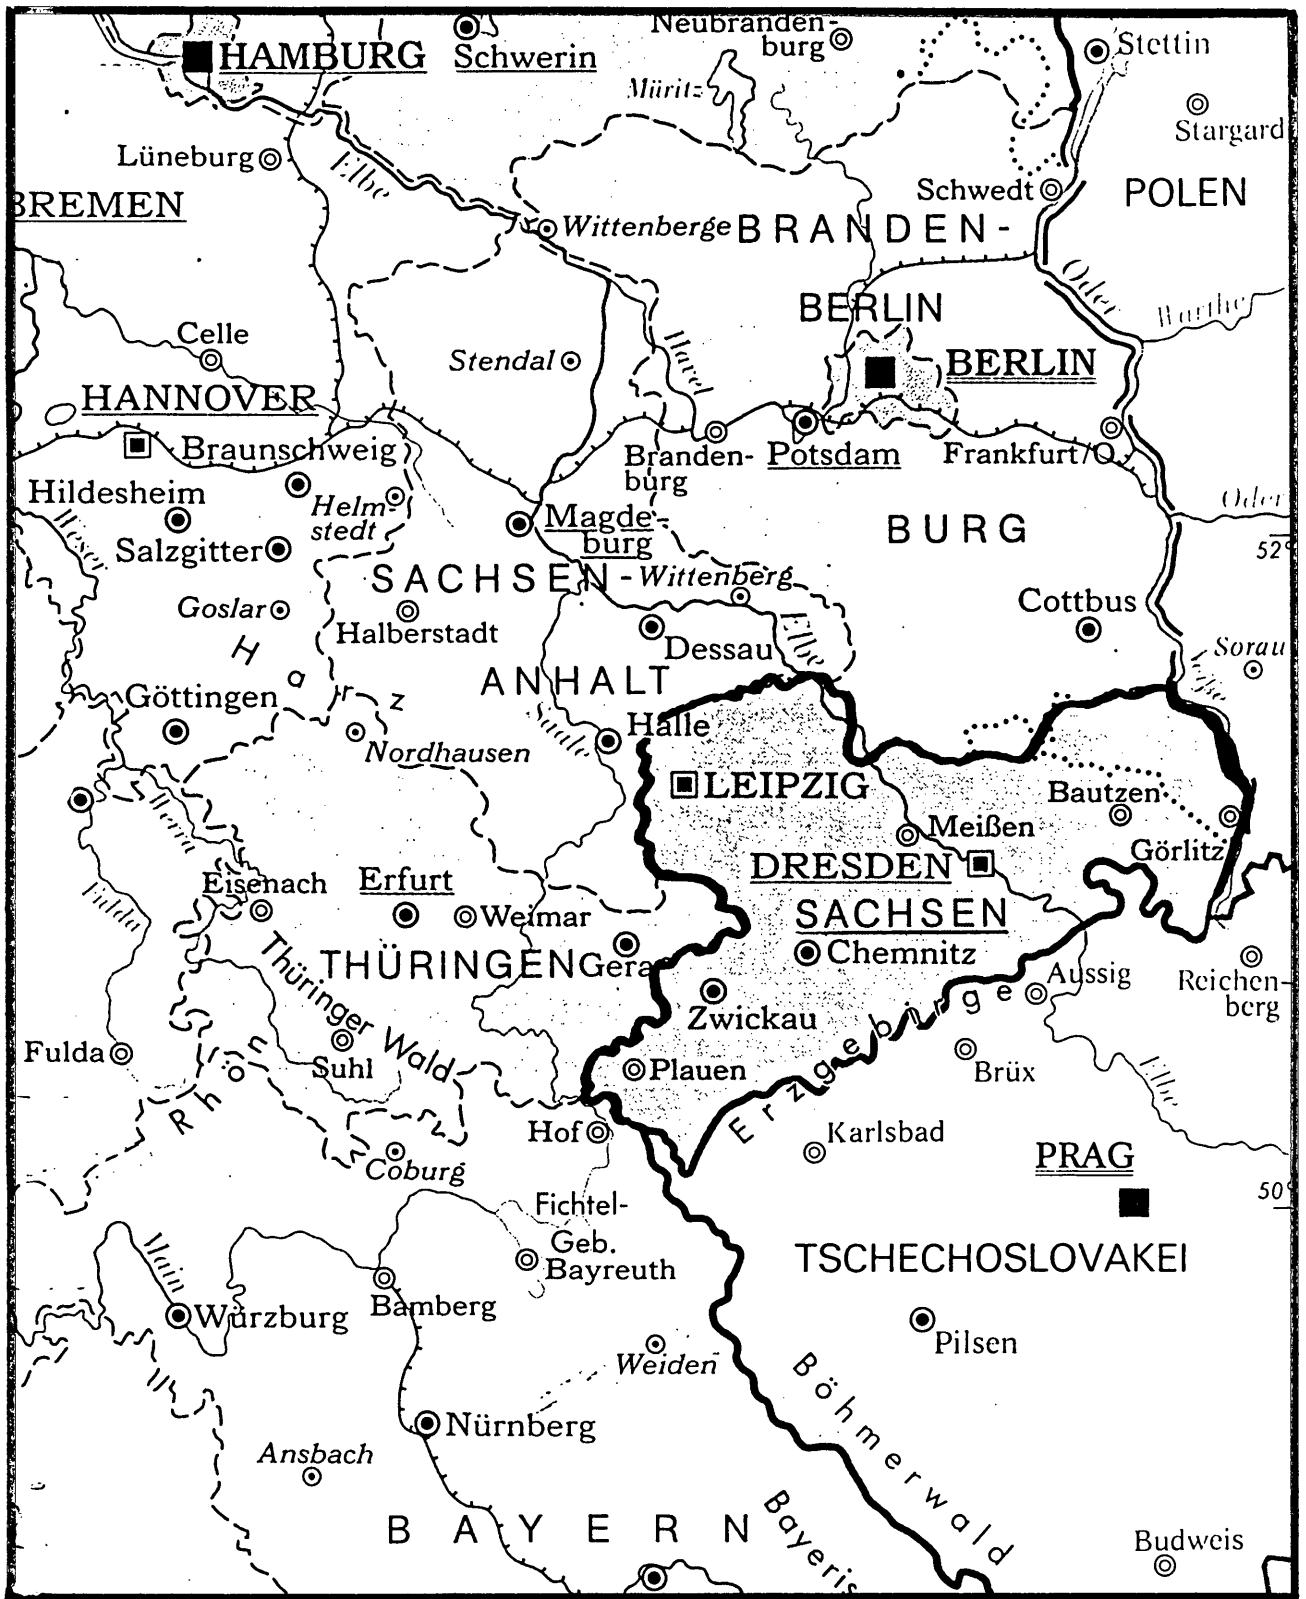 HAMBURG
Schwerin
Neubranden-
burg
Stettin
Müritz
Stargard
Lüneburg
Elbe
BREMEN
Schwedt
POLEN
Wittenberge
BRANDEN-
Oder
BERLIN
Warthe
Celle
Stendal
Havel
BERLIN
HANNOVER
Braunschweig
Branden-
burg
Potsdam
Frankfurt/O.
Hildesheim
Helm-
stedt
Magde-
burg
BURG
Oder
Weser
Salzgitter
52°
SACHSEN-
Wittenberg
Goslar
Halberstadt
Cottbus
Dessau
Elbe
Sorau
Harz
ANHALT
Neiße
Göttingen
Saale
Halle
Nordhausen
LEIPZIG
Bautzen
Werra
Meißen
Görlitz
DRESDEN
Eisenach
Erfurt
Fulda
Weimar
SACHSEN
THÜRINGEN
Gera
Chemnitz
Thüringer Wald
Aussig
Reichen-
berg
Zwickau
Erzgebirge
Fulda
Rhön
Suhl
Plauen
Brüx
Elbe
Hof
Karlsbad
Coburg
PRAG
Fichtel-
Geb.
50°
Main
Bayreuth
TSCHECHOSLOVAKEI
Bamberg
Würzburg
Pilsen
Weiden
Böhmerwald
Nürnberg
Ansbach
BAYERN
Bayeris
Budweis